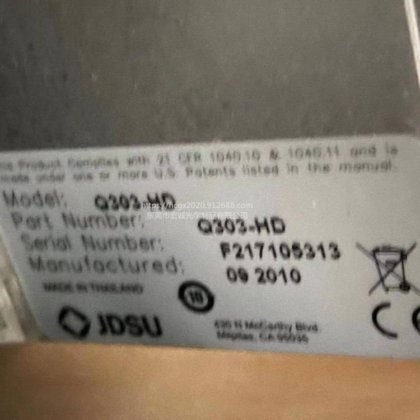 This Product Complies with 21 CFR 1040.10 & 1040.11 and is
made under one or more U.S. Patents listed in the manual.
Model: Q303-HD
Part Number: Q303-HD
Serial Number: F217105313
Manufactured: 09 2010
MADE IN THAILAND
10
JDSU
430 N McCarthy Blvd.
Milpitas, CA 95035
CE